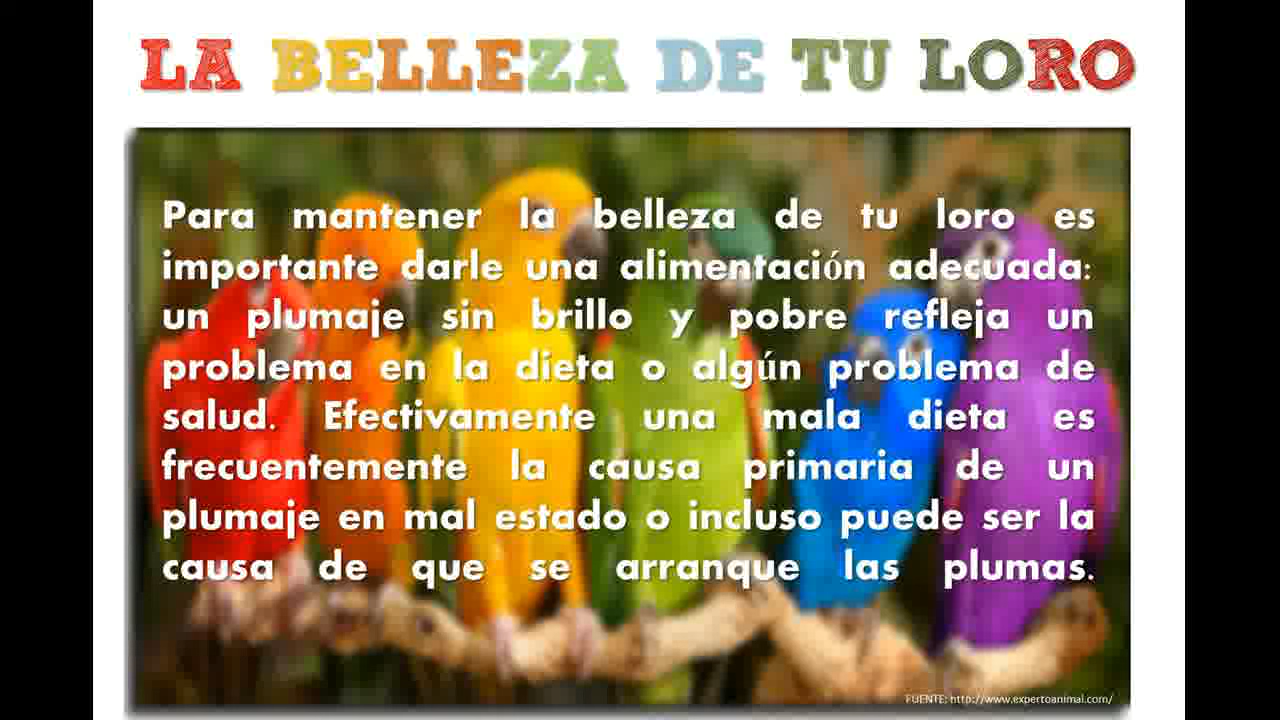 LA BELLEZA DE TU LORO
Para mantener la belleza de tu loro es
importante darle una alimentación adecuada:
un plumaje sin brillo y pobre refleja un
problema en la dieta o algún problema de
salud. Efectivamente una mala dieta es
frecuentemente la causa primaria de un
plumaje en mal estado o incluso puede ser la
causa de que se arranque las plumas.
FUENTE: http://www.expertoanimal.com/